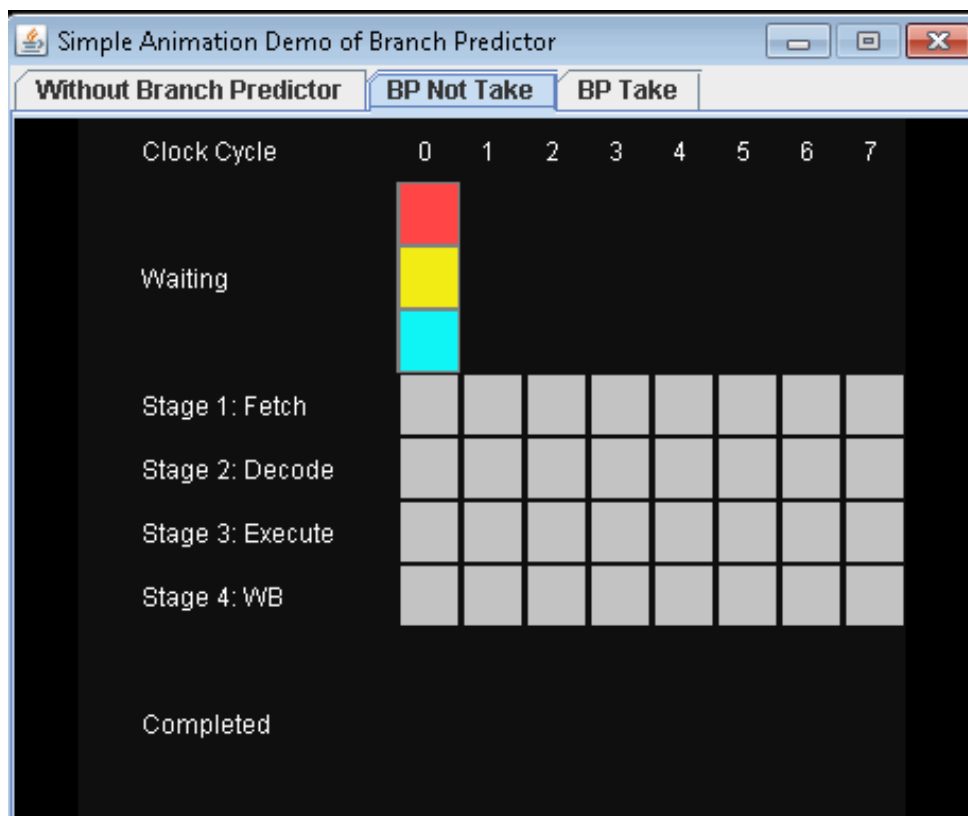 Simple Animation Demo of Branch Predictor
Without Branch Predictor BP Not Take BP Take
Clock Cycle 0 1 2 3 4 5 6 7
Waiting
Stage 1: Fetch
Stage 2: Decode
Stage 3: Execute
Stage 4: WB
Completed